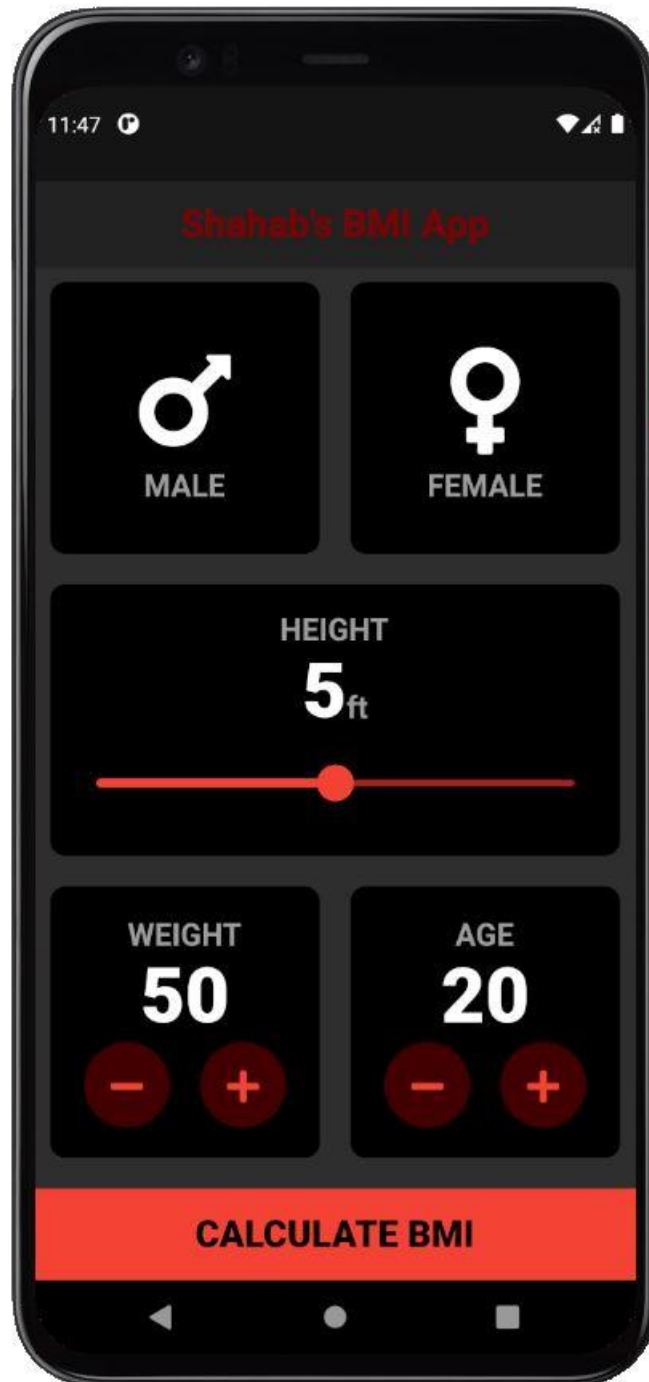 11:47
Shahab's BMI App
MALE
FEMALE
HEIGHT
5ft
WEIGHT
AGE
50
20
CALCULATE BMI